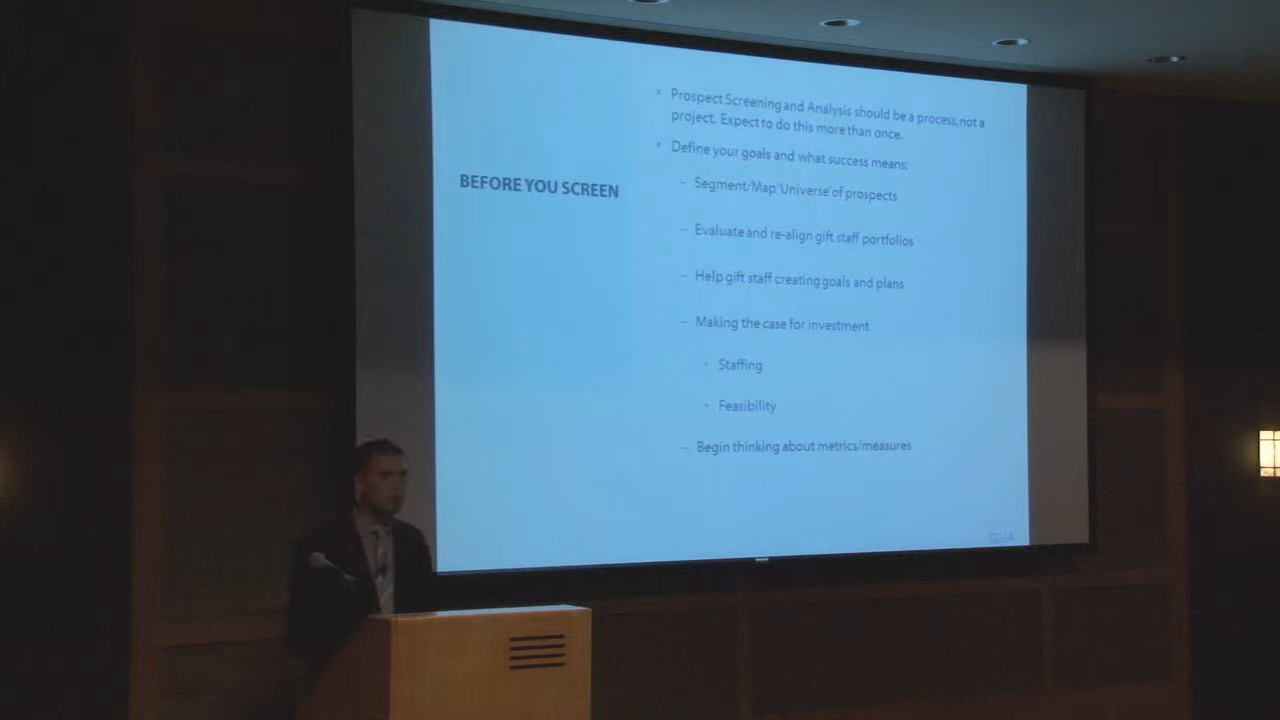 BEFORE YOU SCREEN
Prospect Screening and Analysis should be a process, not a
project. Expect to do this more than once.
Define your goals and what success means:
– Segment/Map 'Universe' of prospects
– Evaluate and re-align gift staff portfolios
– Help gift staff creating goals and plans
– Making the case for investment
Staffing
Feasibility
– Begin thinking about metrics/measures